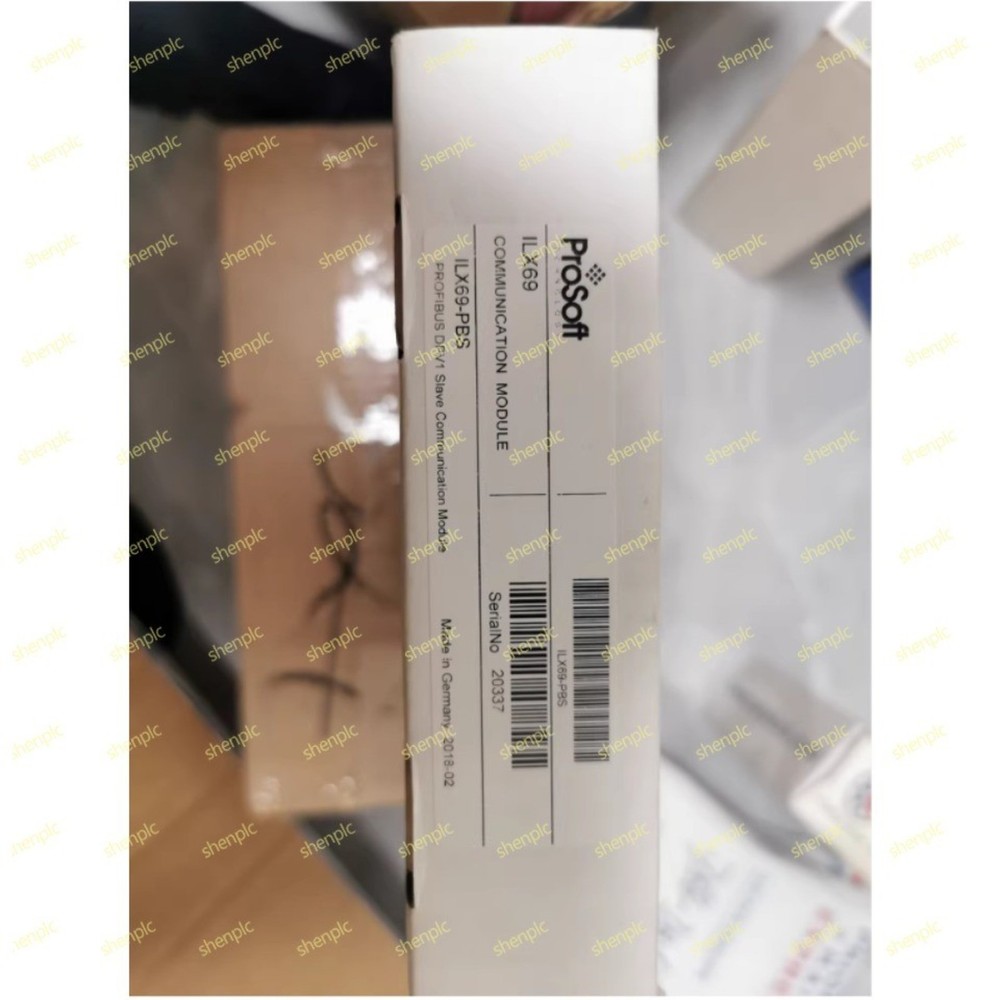 ProSoft
ILX69-PBS
ILX69
COMMUNICATION MODULE
SerialNo 20337
ILX69-PBS
PROFIBUS DPV1 Slave Communication Module
Made in Germany 2018-02
shenplc